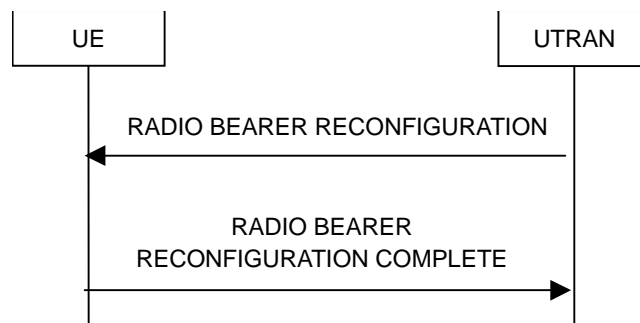 UE
UTRAN
RADIO BEARER RECONFIGURATION
RADIO BEARER
RECONFIGURATION COMPLETE